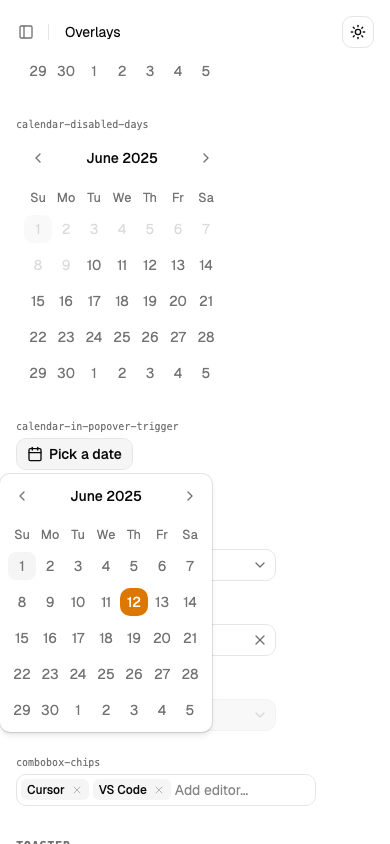 Overlays
29 30 1 2 3 4 5
calendar-disabled-days
June 2025
Su Mo Tu We Th Fr Sa
1 2 3 4 5 6 7
8 9 10 11 12 13 14
15 16 17 18 19 20 21
22 23 24 25 26 27 28
29 30 1 2 3 4 5
calendar-in-popover-trigger
Pick a date
June 2025
Su Mo Tu We Th Fr Sa
1 2 3 4 5 6 7
8 9 10 11 12 13 14
15 16 17 18 19 20 21
22 23 24 25 26 27 28
29 30 1 2 3 4 5
combobox-chips
Cursor VS Code Add editor...
TOASTER